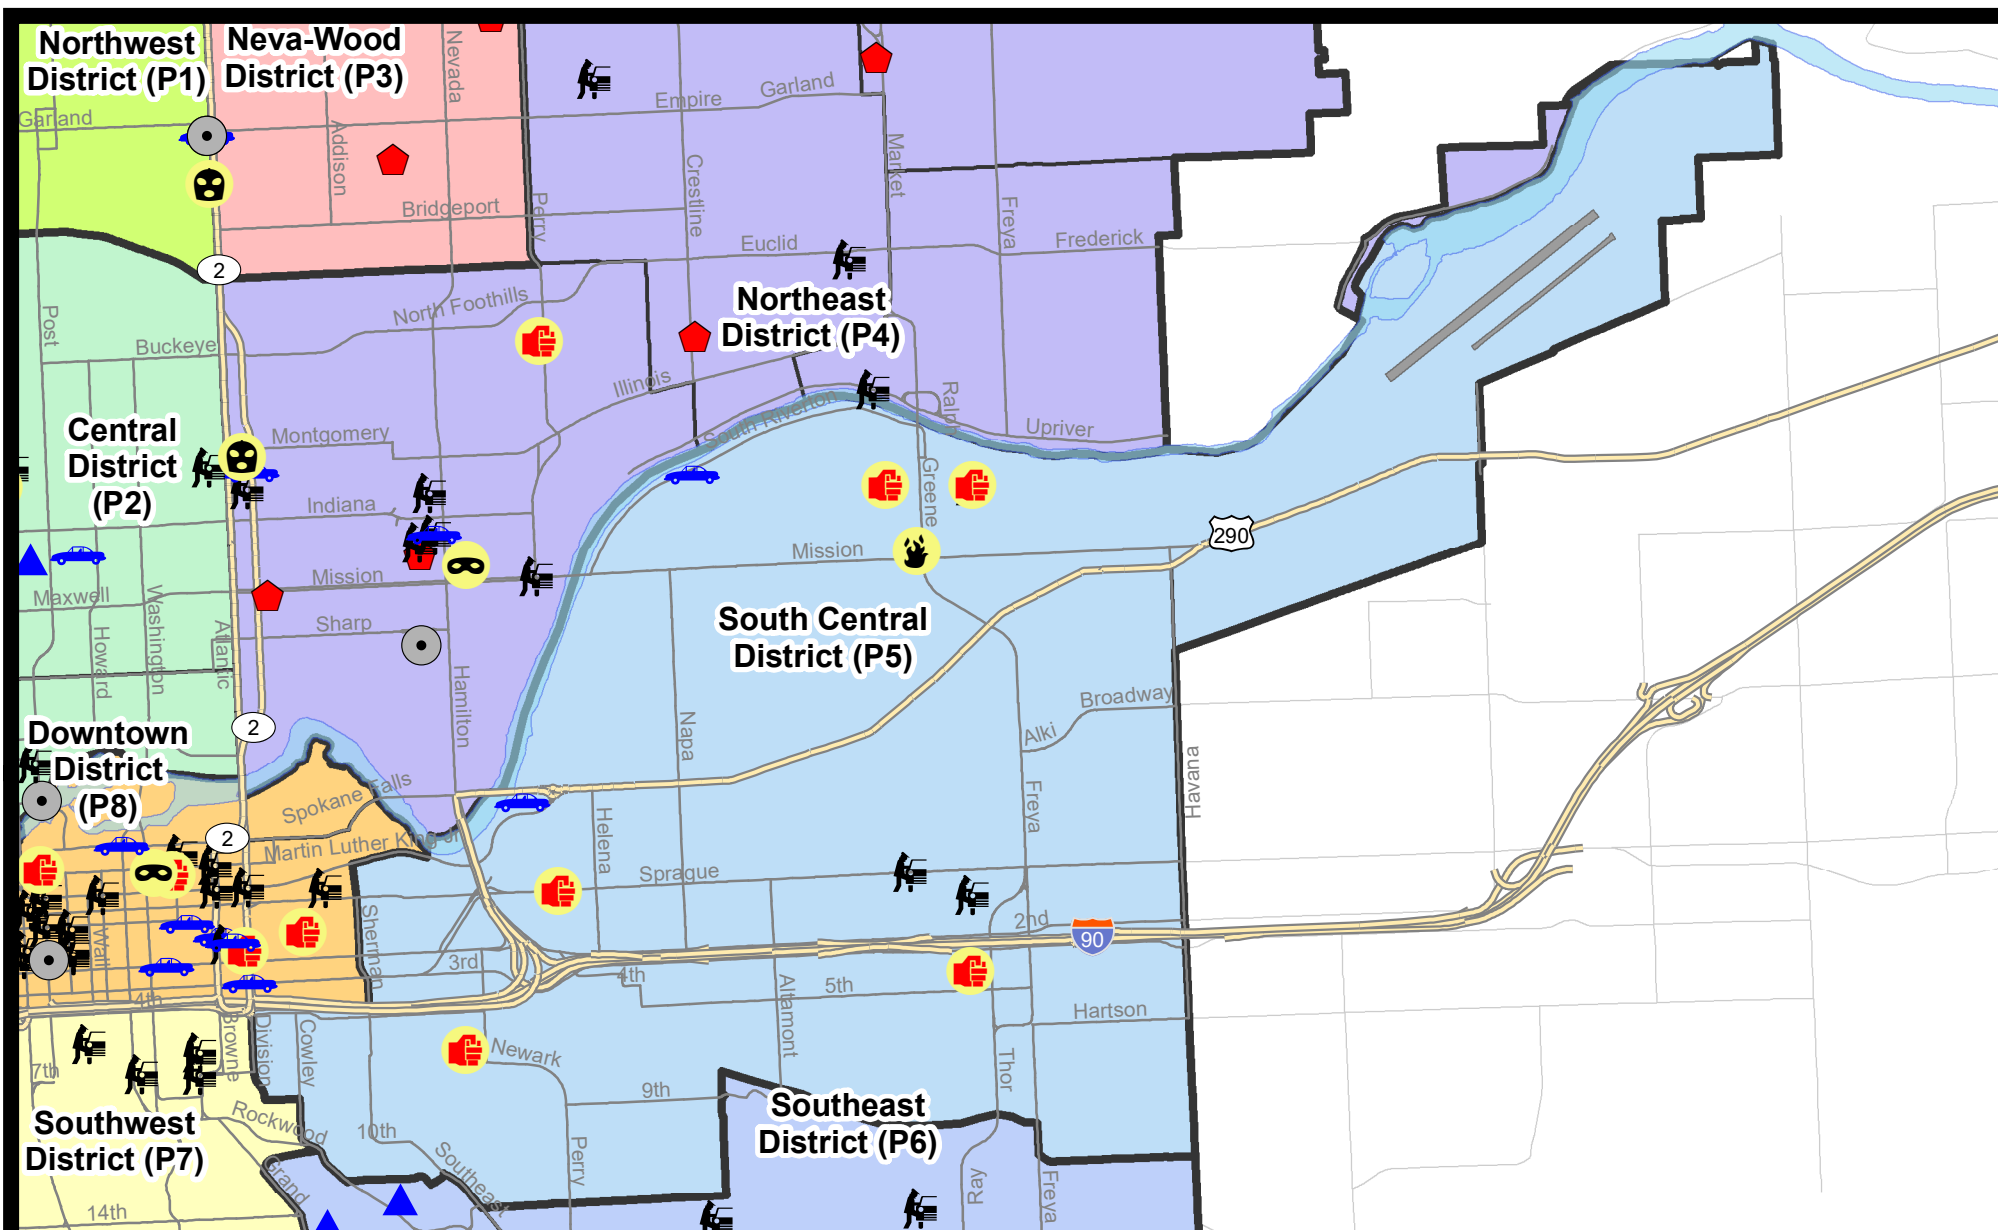 Northwest
District (P1)
Neva-Wood
District (P3)
Nevada
Garland
Empire
Garland
Addison
Market
Crestline
Perry
Bridgeport
Freya
Euclid
Frederick
2
Post
North Foothills
Northeast
District (P4)
Buckeye
Illinois
Ralph
South Riverton
Upriver
Central
District
(P2)
Montgomery
Greene
Indiana
290
Mission
Mission
Maxwell
Washington
Howard
Atlantic
Sharp
South Central
District (P5)
Hamilton
Broadway
Napa
Alki
2
Downtown
District
(P8)
Havana
Spokane Falls
Freya
Helena
2
Martin Luther King Jr
Sprague
Sherman
Wall
2nd
90
3rd
4th
5th
Altamont
4th
Hartson
Browne
Division
Cowley
Newark
Thor
7th
9th
Southeast
District (P6)
Southwest
District (P7)
Rockwood
10th
Southeast
Perry
Grand
Ray
Freya
14th